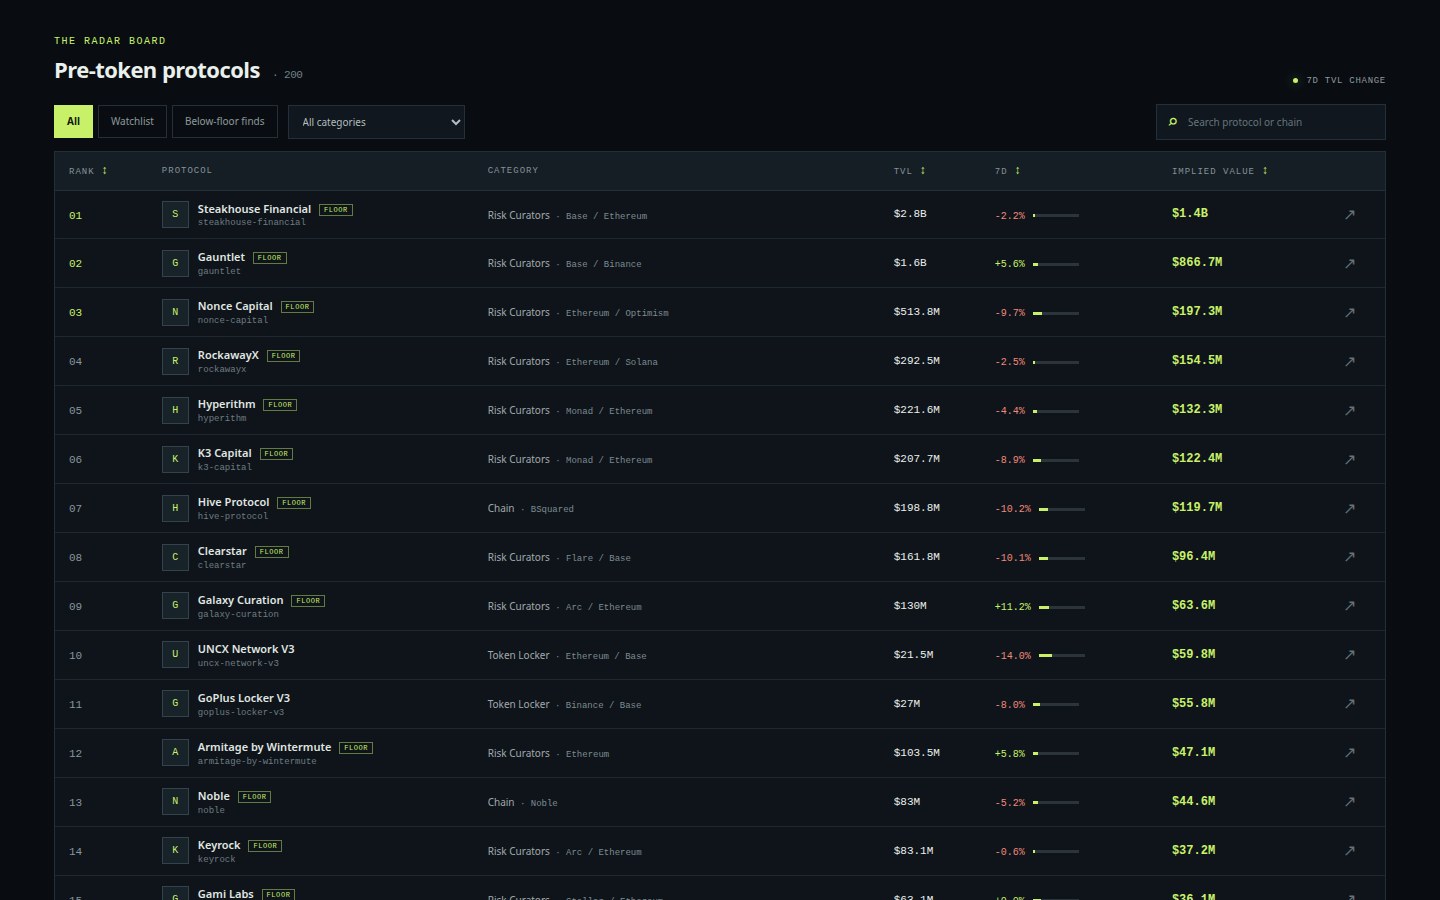 THE RADAR BOARD
Pre-token protocols · 200
7D TVL CHANGE
All Watchlist Below-floor finds All categories Search protocol or chain
RANK ↕ PROTOCOL CATEGORY TVL ↕ 7D ↕ IMPLIED VALUE ↕
01 S Steakhouse Financial FLOOR Risk Curators · Base / Ethereum $2.8B -2.2% $1.4B ↗
steakhouse-financial
02 G Gauntlet FLOOR Risk Curators · Base / Binance $1.6B +5.6% $866.7M ↗
gauntlet
03 N Nonce Capital FLOOR Risk Curators · Ethereum / Optimism $513.8M -9.7% $197.3M ↗
nonce-capital
04 R RockawayX FLOOR Risk Curators · Ethereum / Solana $292.5M -2.5% $154.5M ↗
rockawayx
05 H Hyperithm FLOOR Risk Curators · Monad / Ethereum $221.6M -4.4% $132.3M ↗
hyperithm
06 K K3 Capital FLOOR Risk Curators · Monad / Ethereum $207.7M -8.9% $122.4M ↗
k3-capital
07 H Hive Protocol FLOOR Chain · BSquared $198.8M -10.2% $119.7M ↗
hive-protocol
08 C Clearstar FLOOR Risk Curators · Flare / Base $161.8M -10.1% $96.4M ↗
clearstar
09 G Galaxy Curation FLOOR Risk Curators · Arc / Ethereum $130M +11.2% $63.6M ↗
galaxy-curation
10 U UNCX Network V3 Token Locker · Ethereum / Base $21.5M -14.0% $59.8M ↗
uncx-network-v3
11 G GoPlus Locker V3 Token Locker · Binance / Base $27M -8.0% $55.8M ↗
goplus-locker-v3
12 A Armitage by Wintermute FLOOR Risk Curators · Ethereum $103.5M +5.8% $47.1M ↗
armitage-by-wintermute
13 N Noble FLOOR Chain · Noble $83M -5.2% $44.6M ↗
noble
14 K Keyrock FLOOR Risk Curators · Arc / Ethereum $83.1M -0.6% $37.2M ↗
keyrock
Gami Labs FLOOR